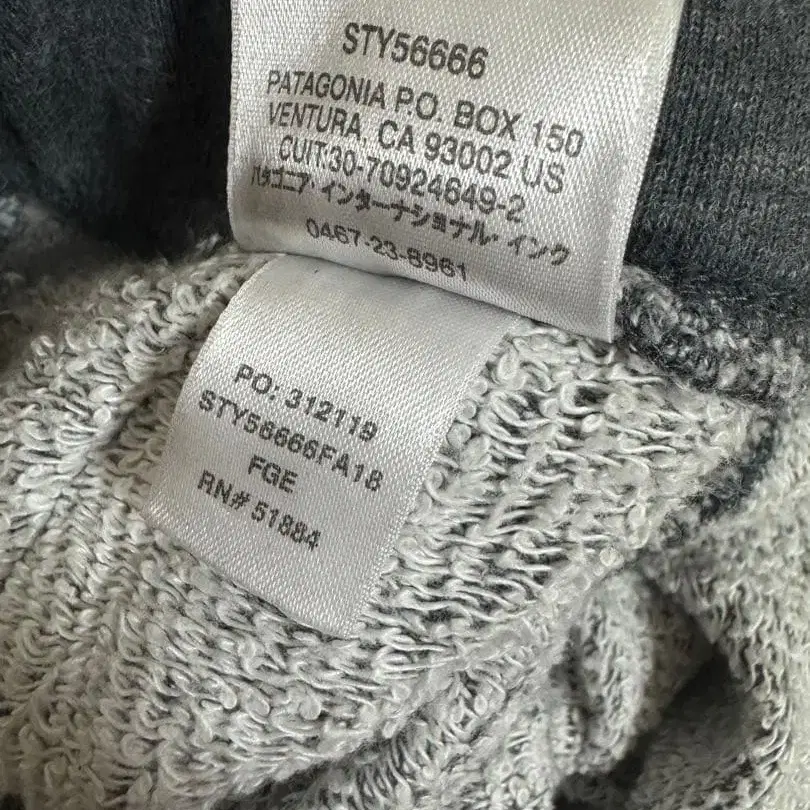 STY56666
PATAGONIA P.O. BOX 150
VENTURA, CA 93002 US
CUIT:30-70924649-2
パタゴニア・インターナショナル・インク
0467-23-8961
PO: 312119
STY56666FA18
FGE
RN# 51884